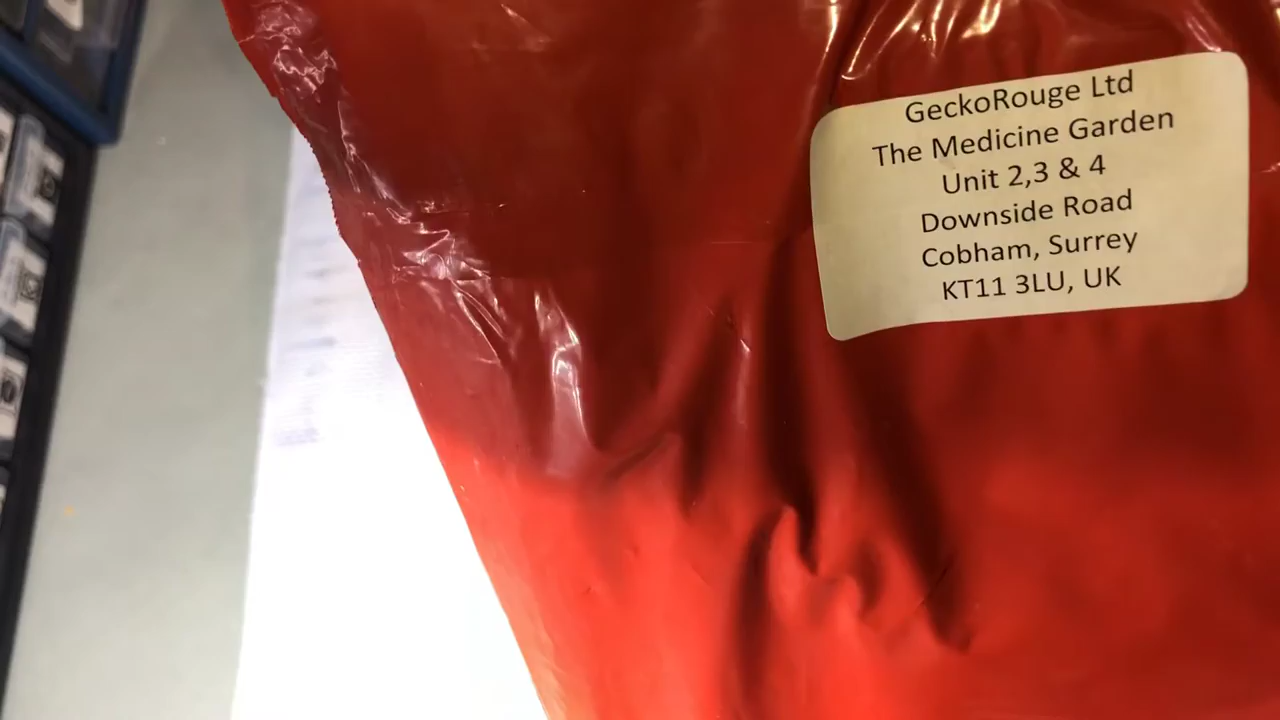 GeckoRouge Ltd
The Medicine Garden
Unit 2,3 & 4
Downside Road
Cobham, Surrey
KT11 3LU, UK